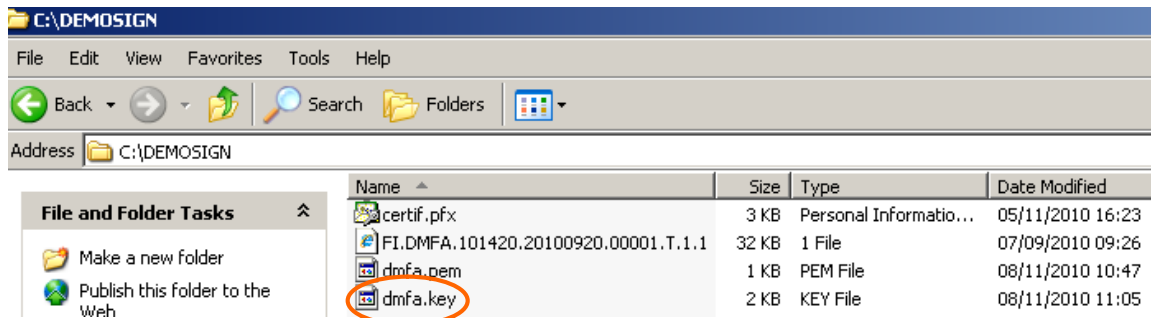 C:\DEMOSIGN
File Edit View Favorites Tools Help
Back Search Folders
Address C:\DEMOSIGN
Name Size Type Date Modified
File and Folder Tasks
certif.pfx 3 KB Personal Informatio... 05/11/2010 16:23
FI.DMFA.101420.20100920.00001.T.1.1 32 KB 1 File 07/09/2010 09:26
Make a new folder
dmfa.pem 1 KB PEM File 08/11/2010 10:47
Publish this folder to the
Web
dmfa.key 2 KB KEY File 08/11/2010 11:05